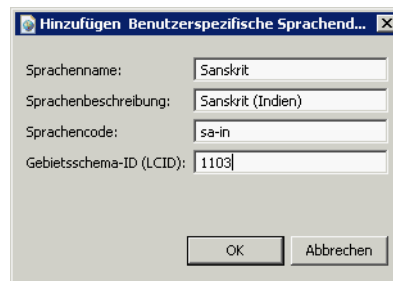 Hinzufügen Benutzerspezifische Sprachend...
Sprachenname: Sanskrit
Sprachenbeschreibung: Sanskrit (Indien)
Sprachencode: sa-in
Gebietsschema-ID (LCID): 1103
OK Abbrechen